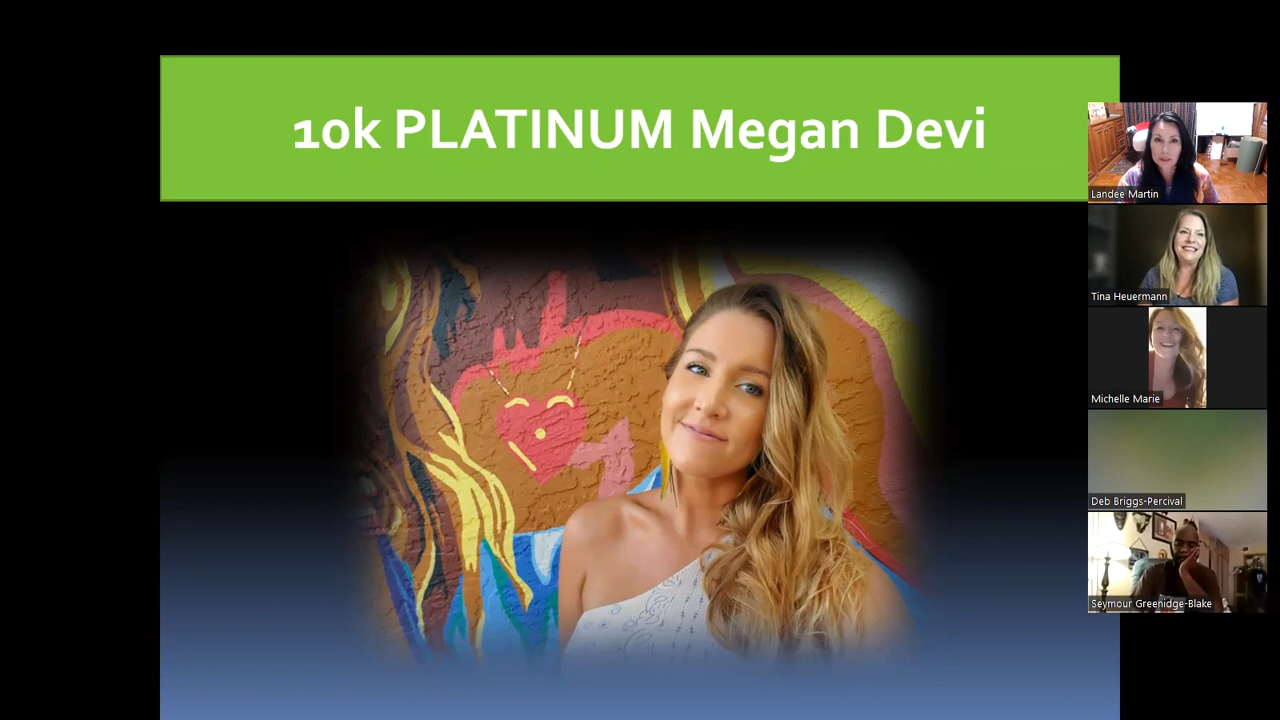 10k PLATINUM Megan Devi
Landee Martin
Tina Heuermann
Michelle Marie
Deb Briggs-Percival
Seymour Greenidge-Blake